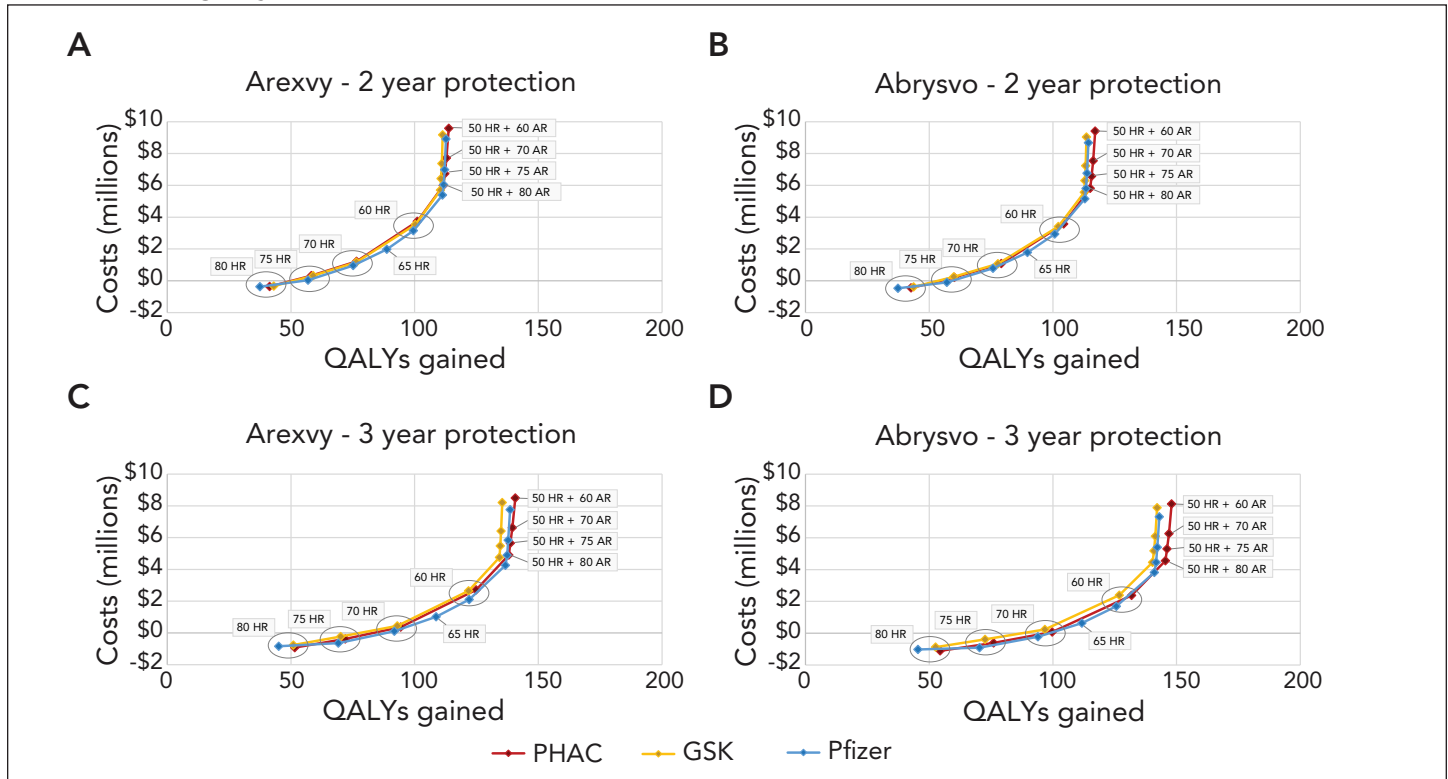 A
Arexvy - 2 year protection
Costs (millions)
$10
$8
$6
$4
$2
$0
-$2
50 HR + 60 AR
50 HR + 70 AR
50 HR + 75 AR
50 HR + 80 AR
60 HR
70 HR
75 HR
80 HR
65 HR
0 50 100 150 200
QALYs gained
B
Abrysvo - 2 year protection
Costs (millions)
$10
$8
$6
$4
$2
$0
-$2
50 HR + 60 AR
50 HR + 70 AR
50 HR + 75 AR
50 HR + 80 AR
60 HR
70 HR
75 HR
80 HR
65 HR
0 50 100 150 200
QALYs gained
C
Arexvy - 3 year protection
Costs (millions)
$10
$8
$6
$4
$2
$0
-$2
50 HR + 60 AR
50 HR + 70 AR
50 HR + 75 AR
50 HR + 80 AR
60 HR
70 HR
75 HR
80 HR
65 HR
0 50 100 150 200
QALYs gained
D
Abrysvo - 3 year protection
Costs (millions)
$10
$8
$6
$4
$2
$0
-$2
50 HR + 60 AR
50 HR + 70 AR
50 HR + 75 AR
50 HR + 80 AR
60 HR
70 HR
75 HR
80 HR
65 HR
0 50 100 150 200
QALYs gained
PHAC GSK Pfizer